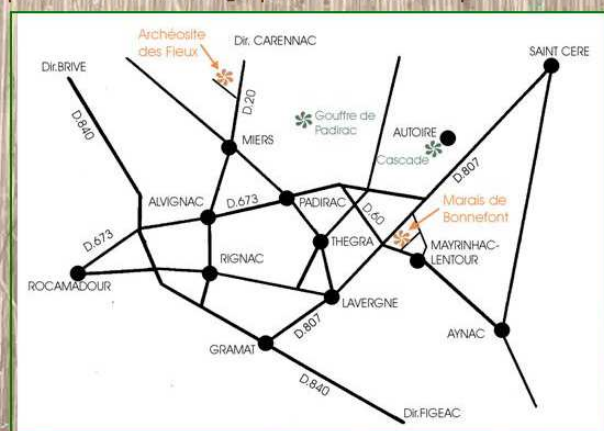 Archéosite
des Fieux
Dir. CARENNAC
SAINT CERE
Dir.BRIVE
D.20
D.840
Gouffre de
Padirac
MIERS
AUTOIRE
Cascade
D.807
ALVIGNAC
D.673
PADIRAC
D.60
Marais de
Bonnefont
D.673
THEGRA
MAYRINHAC-
LENTOUR
RIGNAC
ROCAMADOUR
LAVERGNE
D.807
AYNAC
GRAMAT
D.840
Dir.FIGEAC